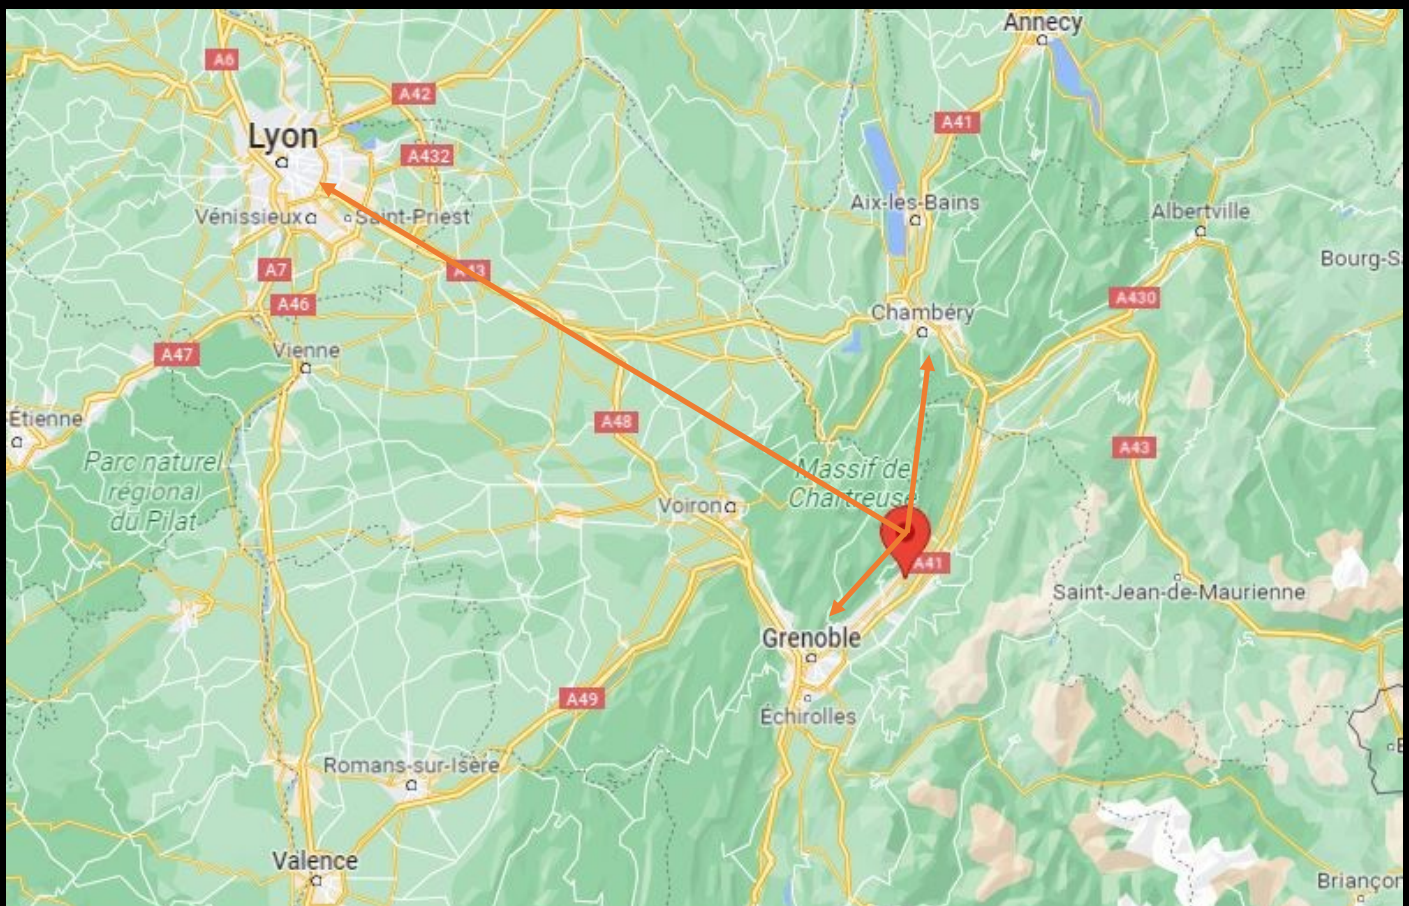 Annecy
A6
A42
A41
Lyon
A432
Aix-les-Bains
Vénissieux
Saint-Priest
Albertville
Bourg-S
A7
A43
A46
A430
Chambéry
Vienne
A47
Étienne
A48
A43
Parc naturel
régional
du Pilat
Massif de
Chartreuse
Voiron
A41
Saint-Jean-de-Maurienne
Grenoble
A49
Échirolles
Romans-sur-Isère
Valence
Briançon